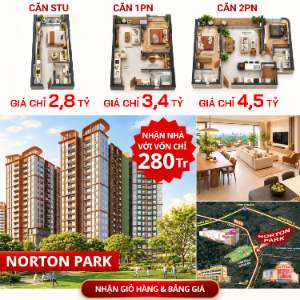 CĂN STU
CĂN 1PN
CĂN 2PN
GIÁ CHỈ 2,8 TỶ
GIÁ CHỈ 3,4 TỶ
GIÁ CHỈ 4,5 TỶ
NHẬN NHÀ
VỚI VỐN CHỈ
280Tr
NORTON
PARK
NORTON PARK
NHẬN GIỎ HÀNG & BẢNG GIÁ